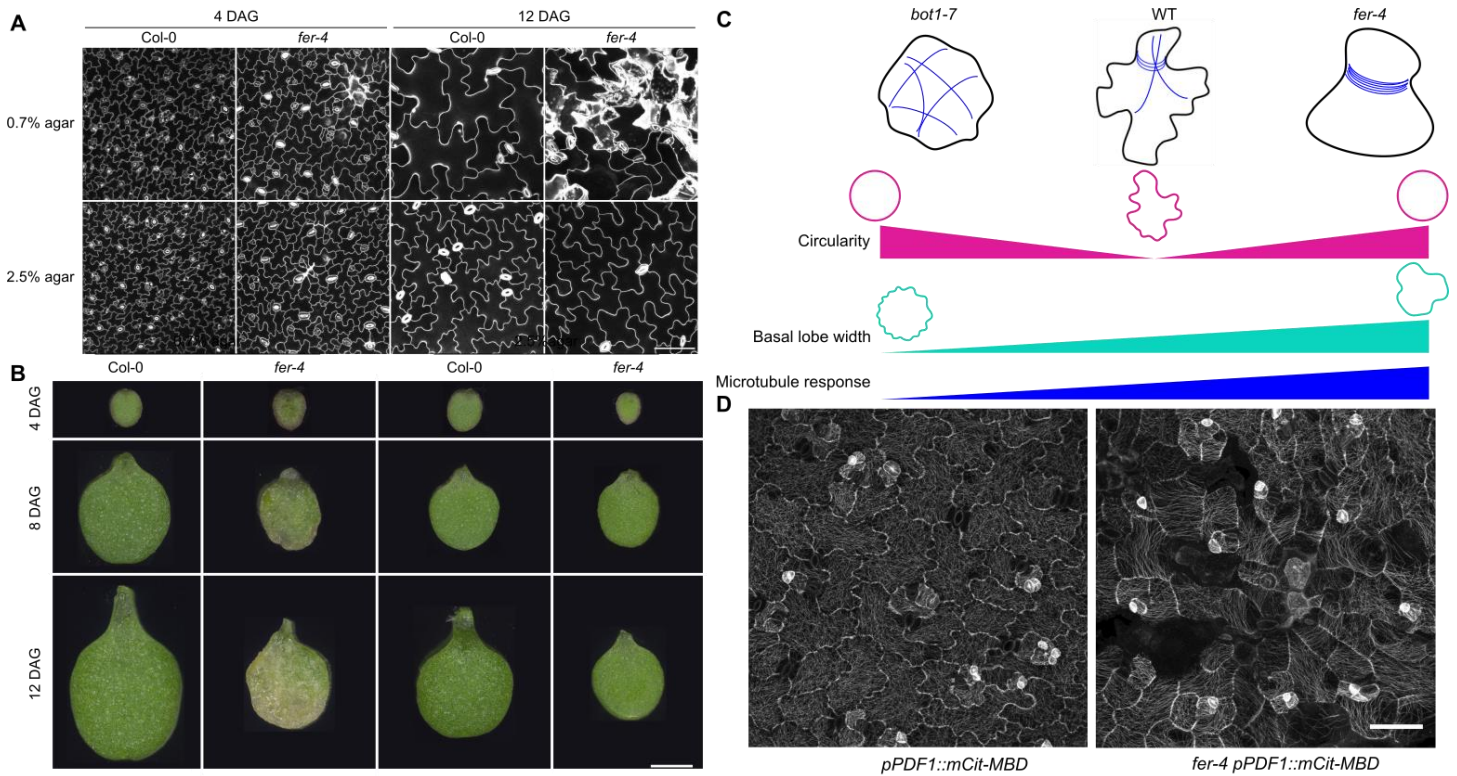 A
4 DAG
12 DAG
Col-0
fer-4
Col-0
fer-4
0.7% agar
2.5% agar
B
Col-0
fer-4
Col-0
fer-4
4 DAG
8 DAG
12 DAG
C
bot1-7
WT
fer-4
Circularity
Basal lobe width
Microtubule response
D
pPDF1::mCit-MBD
fer-4 pPDF1::mCit-MBD